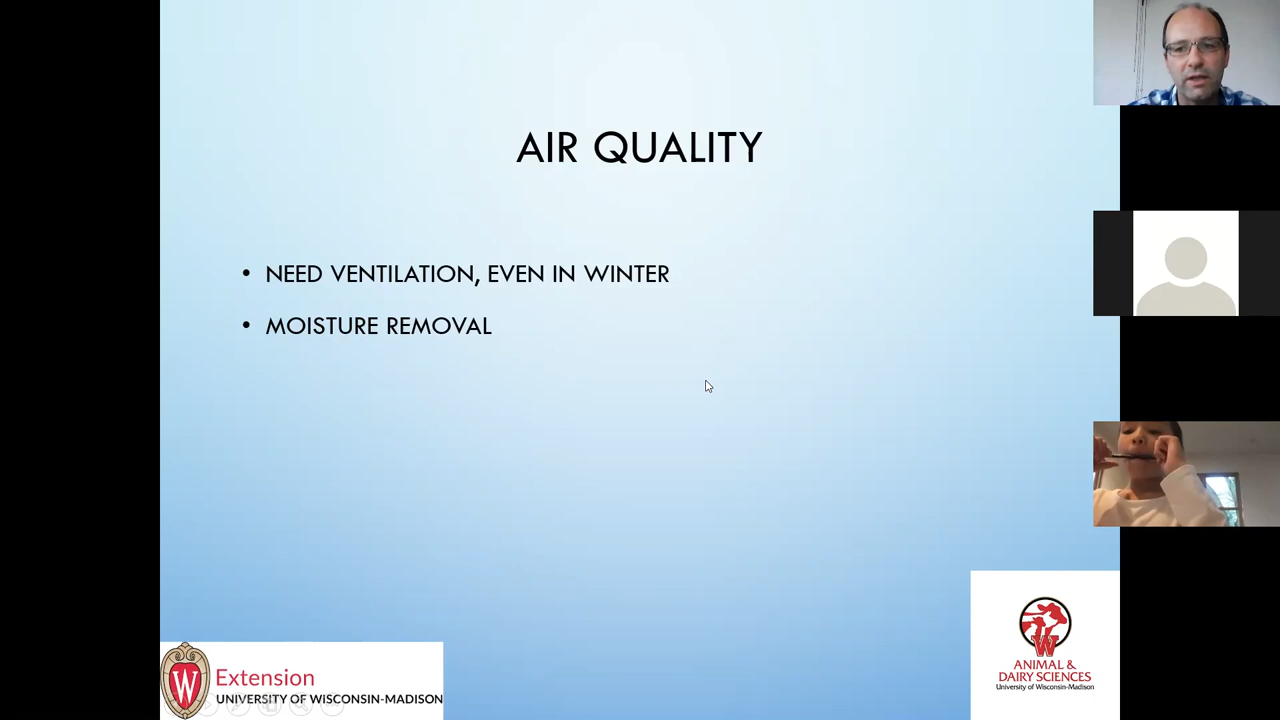 AIR QUALITY
• NEED VENTILATION, EVEN IN WINTER
• MOISTURE REMOVAL
W
Extension
UNIVERSITY OF WISCONSIN-MADISON
W
ANIMAL &
DAIRY SCIENCES
University of Wisconsin-Madison